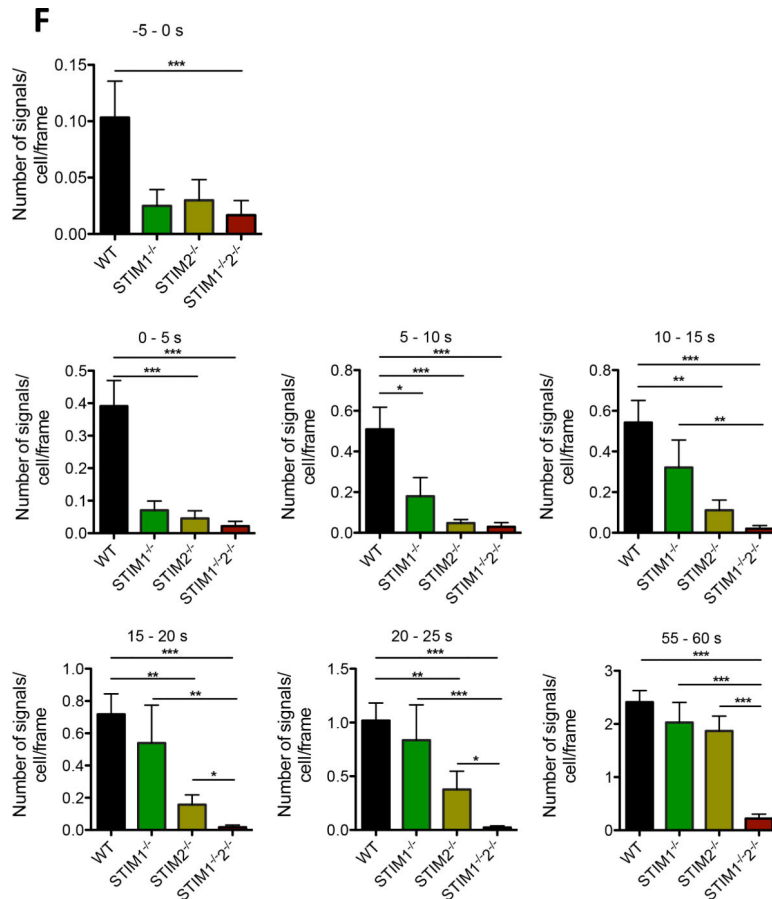 F
-5 - 0 s
Number of signals/
cell/frame
0.15
0.10
0.05
0.00
***
WT
STIM1-/-
STIM2-/-
STIM1-/-2-/-
0 - 5 s
Number of signals/
cell/frame
0.5
0.4
0.3
0.2
0.1
0.0
***
***
WT
STIM1-/-
STIM2-/-
STIM1-/-2-/-
5 - 10 s
Number of signals/
cell/frame
0.8
0.6
0.4
0.2
0.0
***
***
*
WT
STIM1-/-
STIM2-/-
STIM1-/-2-/-
10 - 15 s
Number of signals/
cell/frame
0.8
0.6
0.4
0.2
0.0
***
**
**
WT
STIM1-/-
STIM2-/-
STIM1-/-2-/-
15 - 20 s
Number of signals/
cell/frame
1.0
0.8
0.6
0.4
0.2
0.0
***
**
**
*
WT
STIM1-/-
STIM2-/-
STIM1-/-2-/-
20 - 25 s
Number of signals/
cell/frame
1.5
1.0
0.5
0.0
***
**
***
*
WT
STIM1-/-
STIM2-/-
STIM1-/-2-/-
55 - 60 s
Number of signals/
cell/frame
3
2
1
0
***
***
***
WT
STIM1-/-
STIM2-/-
STIM1-/-2-/-